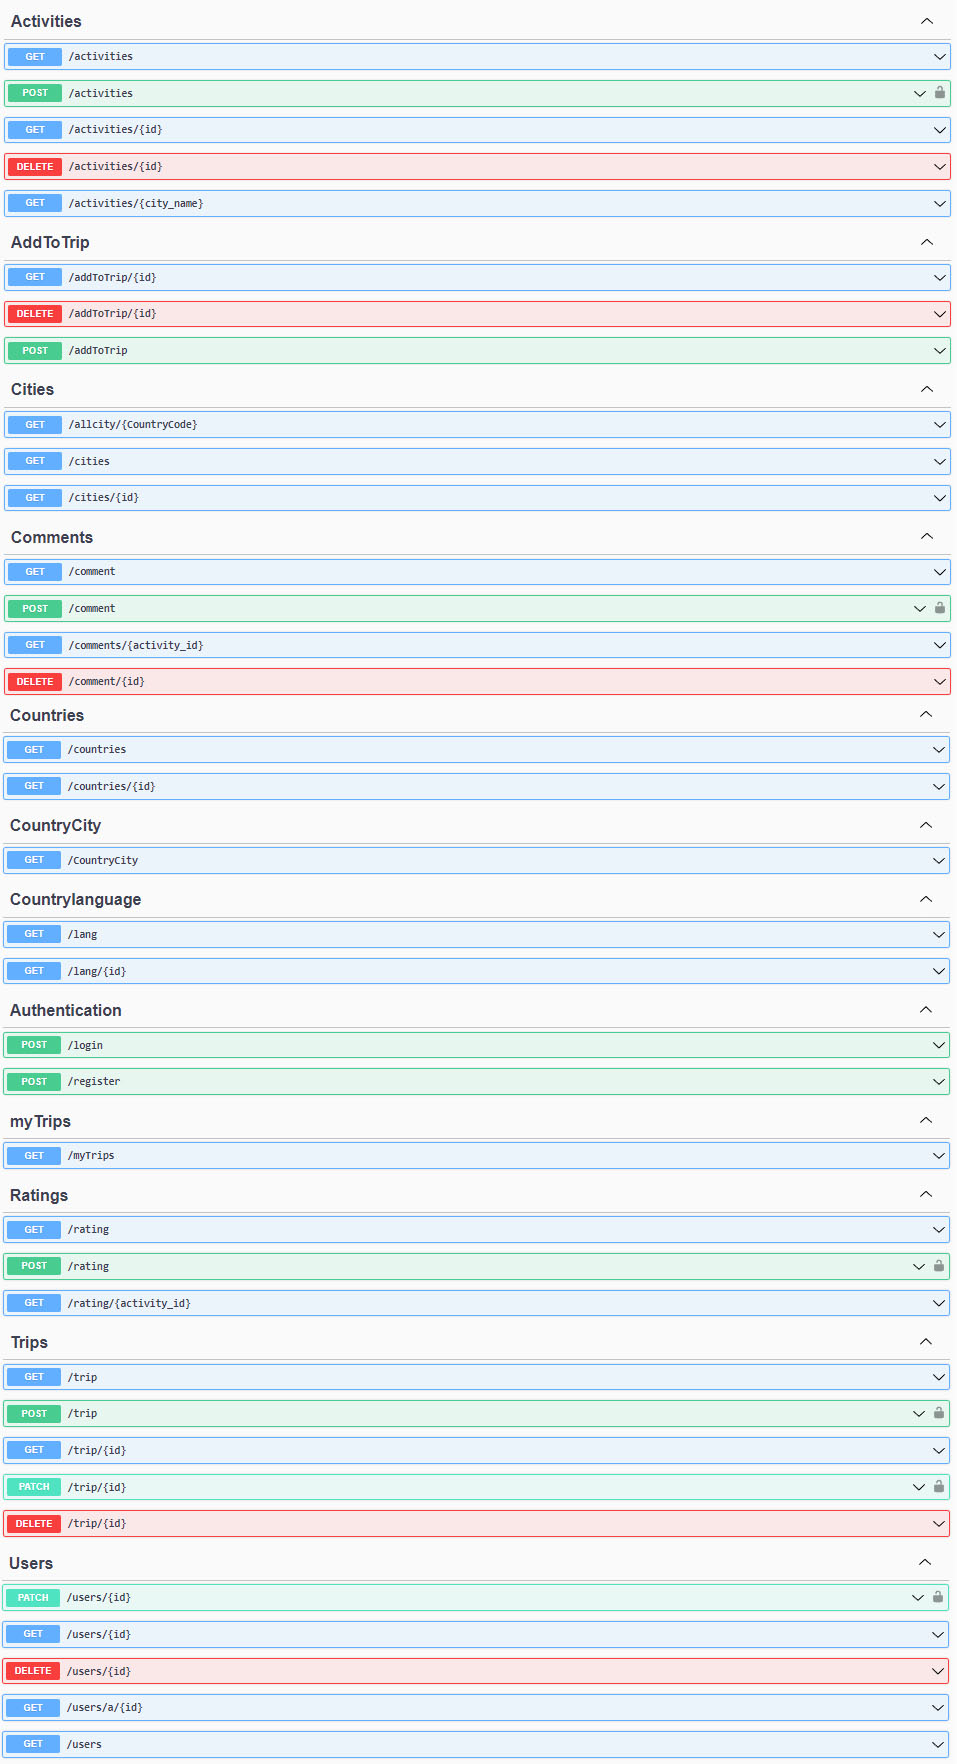 Activities
GET /activities
POST /activities
GET /activities/{id}
DELETE /activities/{id}
GET /activities/{city_name}
AddToTrip
GET /addToTrip/{id}
DELETE /addToTrip/{id}
POST /addToTrip
Cities
GET /allcity/{CountryCode}
GET /cities
GET /cities/{id}
Comments
GET /comment
POST /comment
GET /comments/{activity_id}
DELETE /comment/{id}
Countries
GET /countries
GET /countries/{id}
CountryCity
GET /CountryCity
Countrylanguage
GET /lang
GET /lang/{id}
Authentication
POST /login
POST /register
myTrips
GET /myTrips
Ratings
GET /rating
POST /rating
GET /rating/{activity_id}
Trips
GET /trip
POST /trip
GET /trip/{id}
PATCH /trip/{id}
DELETE /trip/{id}
Users
PATCH /users/{id}
GET /users/{id}
DELETE /users/{id}
GET /users/a/{id}
GET /users